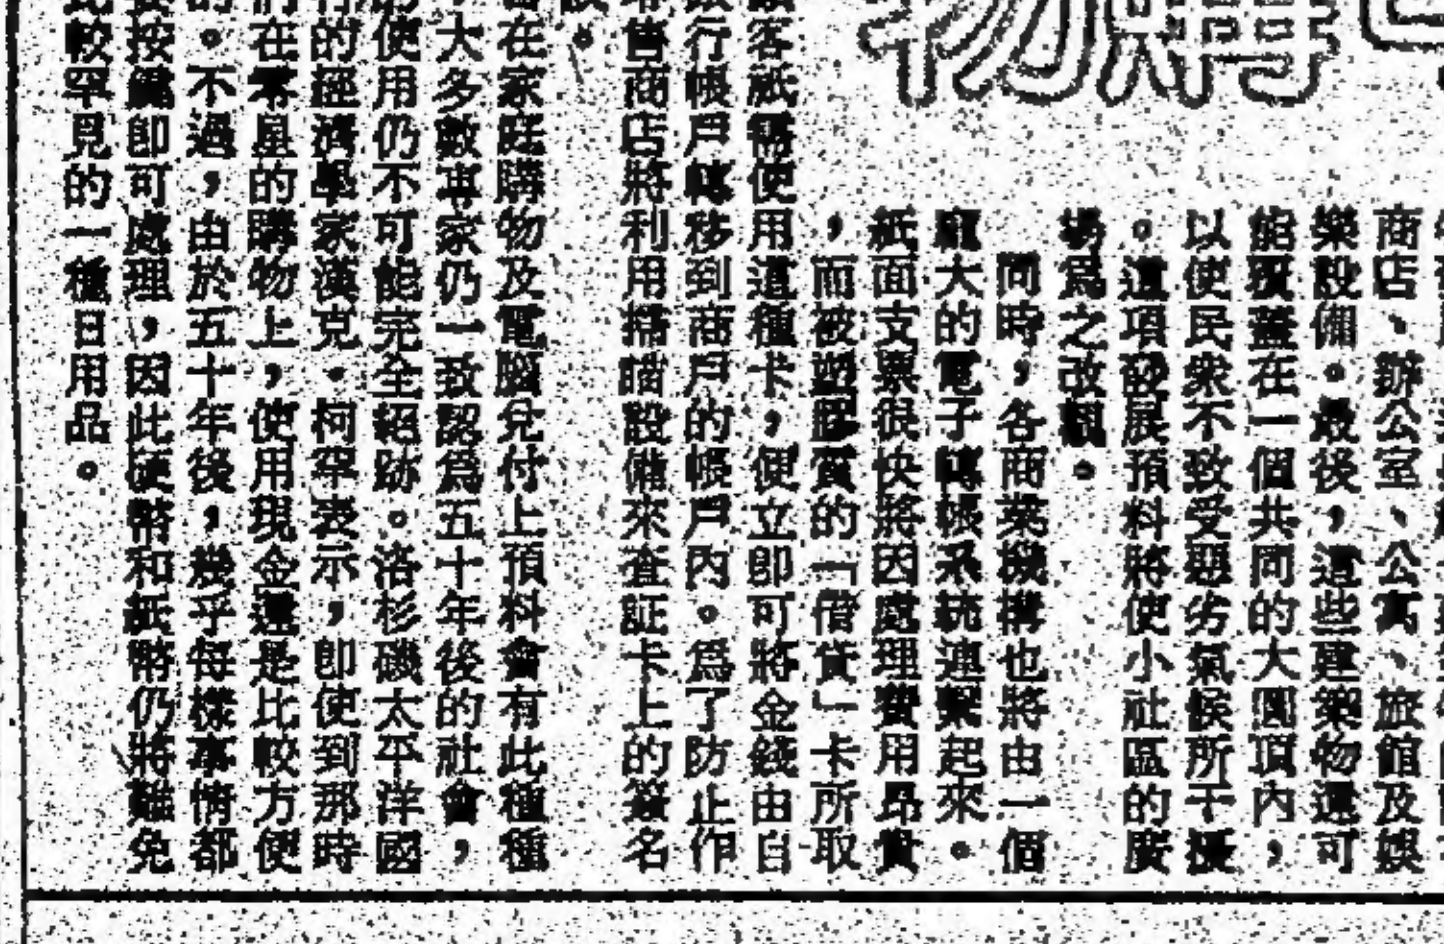 物購
商店、辦公室、公寓、旅館及娛
樂設備。最後，這些建築物還可
能覆蓋在一個共同的大圓頂內，
以使民衆不致受惡劣氣候所干擾
。這項發展預料將使小社區的廣
場爲之改觀。
同時，各商業機構也將由一個
龐大的電子轉帳系統連繫起來。
紙面支票很快將因處理費用昂貴
，而被塑膠質的「借貸」卡所取
客祇需使用這種卡，便立即可將金錢由自
行帳戶轉移到商戶的帳戶內。爲了防止作
售商店將利用掃瞄設備來查証卡上的簽名
。
在家庭購物及電腦兌付上預料會有此種種
大多數專家仍一致認爲五十年後的社會，
使用仍不可能完全絕跡。洛杉磯太平洋國
的經濟學家漢克．柯罕表示，卽使到那時
們在零星的購物上，使用現金還是比較方便
的。不過，由於五十年後，幾乎每樣事情都
按鑰卽可處理，因此硬幣和紙幣仍將難免
較罕見的一種日用品。